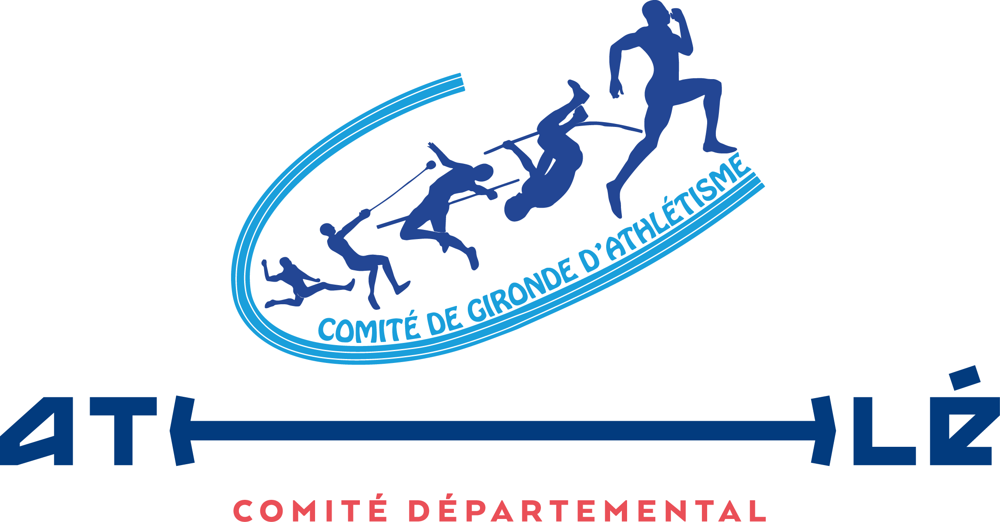 COMITÉ DE GIRONDE D'ATHLÉTISME
ATHLÉ
COMITÉ DÉPARTEMENTAL